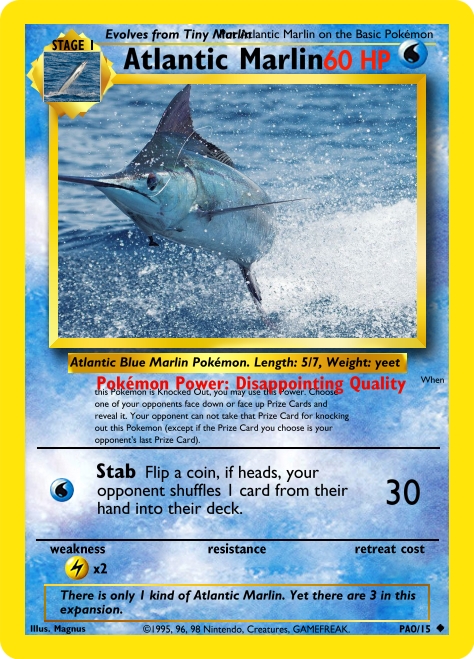 STAGE 1
Evolves from Tiny Marlin
Put Atlantic Marlin on the Basic Pokémon
Atlantic Marlin 60 HP
Atlantic Blue Marlin Pokémon. Length: 5/7, Weight: yeet
Pokémon Power: Disappointing Quality When
this Pokemon is Knocked Out, you may use this Power. Choose
one of your opponents face down or face up Prize Cards and
reveal it. Your opponent can not take that Prize Card for knocking
out this Pokemon (except if the Prize Card you choose is your
opponent's last Prize Card).
Stab Flip a coin, if heads, your
opponent shuffles 1 card from their
hand into their deck.
30
weakness resistance retreat cost
x2
There is only 1 kind of Atlantic Marlin. Yet there are 3 in this
expansion.
Illus. Magnus ©1995, 96, 98 Nintendo, Creatures, GAMEFREAK. PAO/15